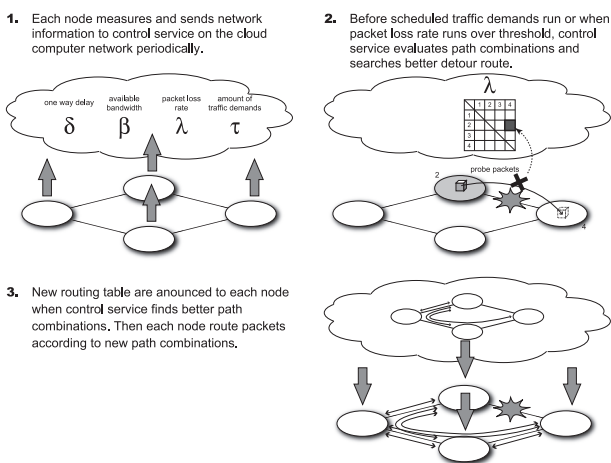 1. Each node measures and sends network
information to control service on the cloud
computer network periodically.
one way delay
available
bandwidth
packet loss
rate
amount of
traffic demands
δ β λ τ
2. Before scheduled traffic demands run or when
packet loss rate runs over threshold, control
service evaluates path combinations and
searches better detour route.
λ
1 2 3 4
1
2
3
4
probe packets
2
4
3. New routing table are anounced to each node
when control service finds better path
combinations. Then each node route packets
according to new path combinations.